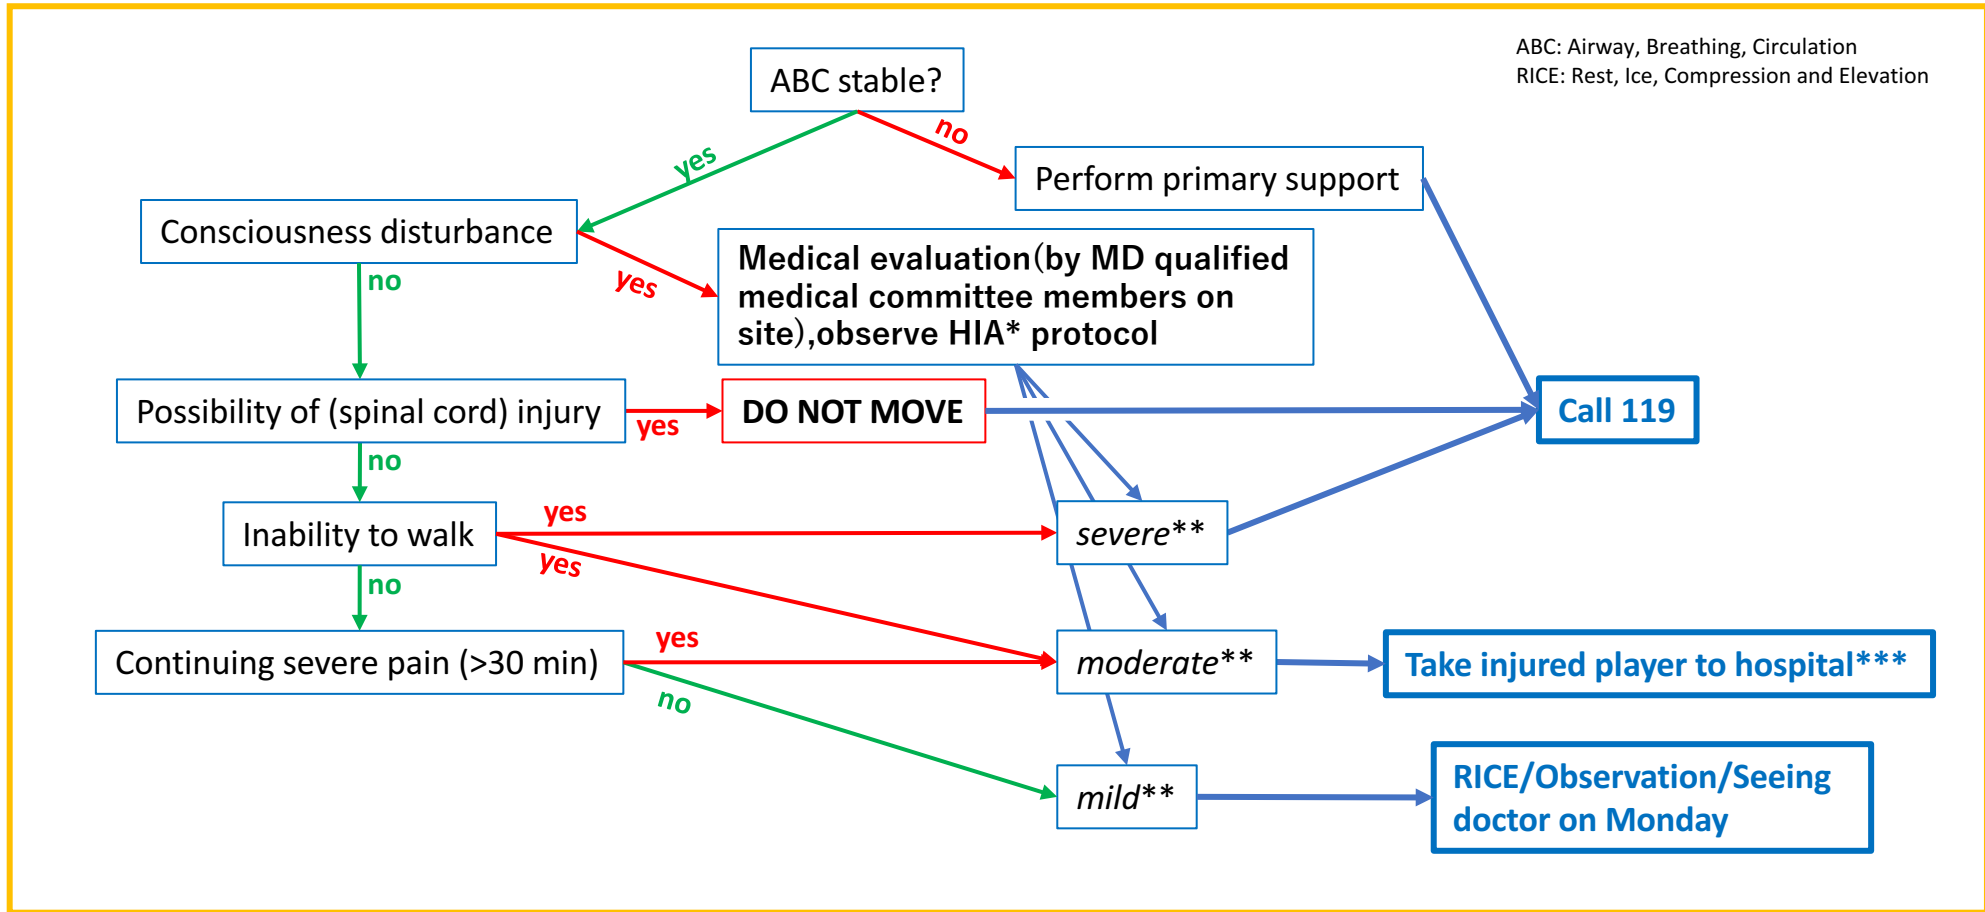 ABC: Airway, Breathing, Circulation
RICE: Rest, Ice, Compression and Elevation
ABC stable?
no
yes
Perform primary support
Consciousness disturbance
yes
no
Medical evaluation(by MD qualified
medical committee members on
site),observe HIA* protocol
Possibility of (spinal cord) injury
yes
DO NOT MOVE
Call 119
no
Inability to walk
yes
yes
severe**
no
Continuing severe pain (>30 min)
yes
no
moderate**
Take injured player to hospital***
mild**
RICE/Observation/Seeing
doctor on Monday